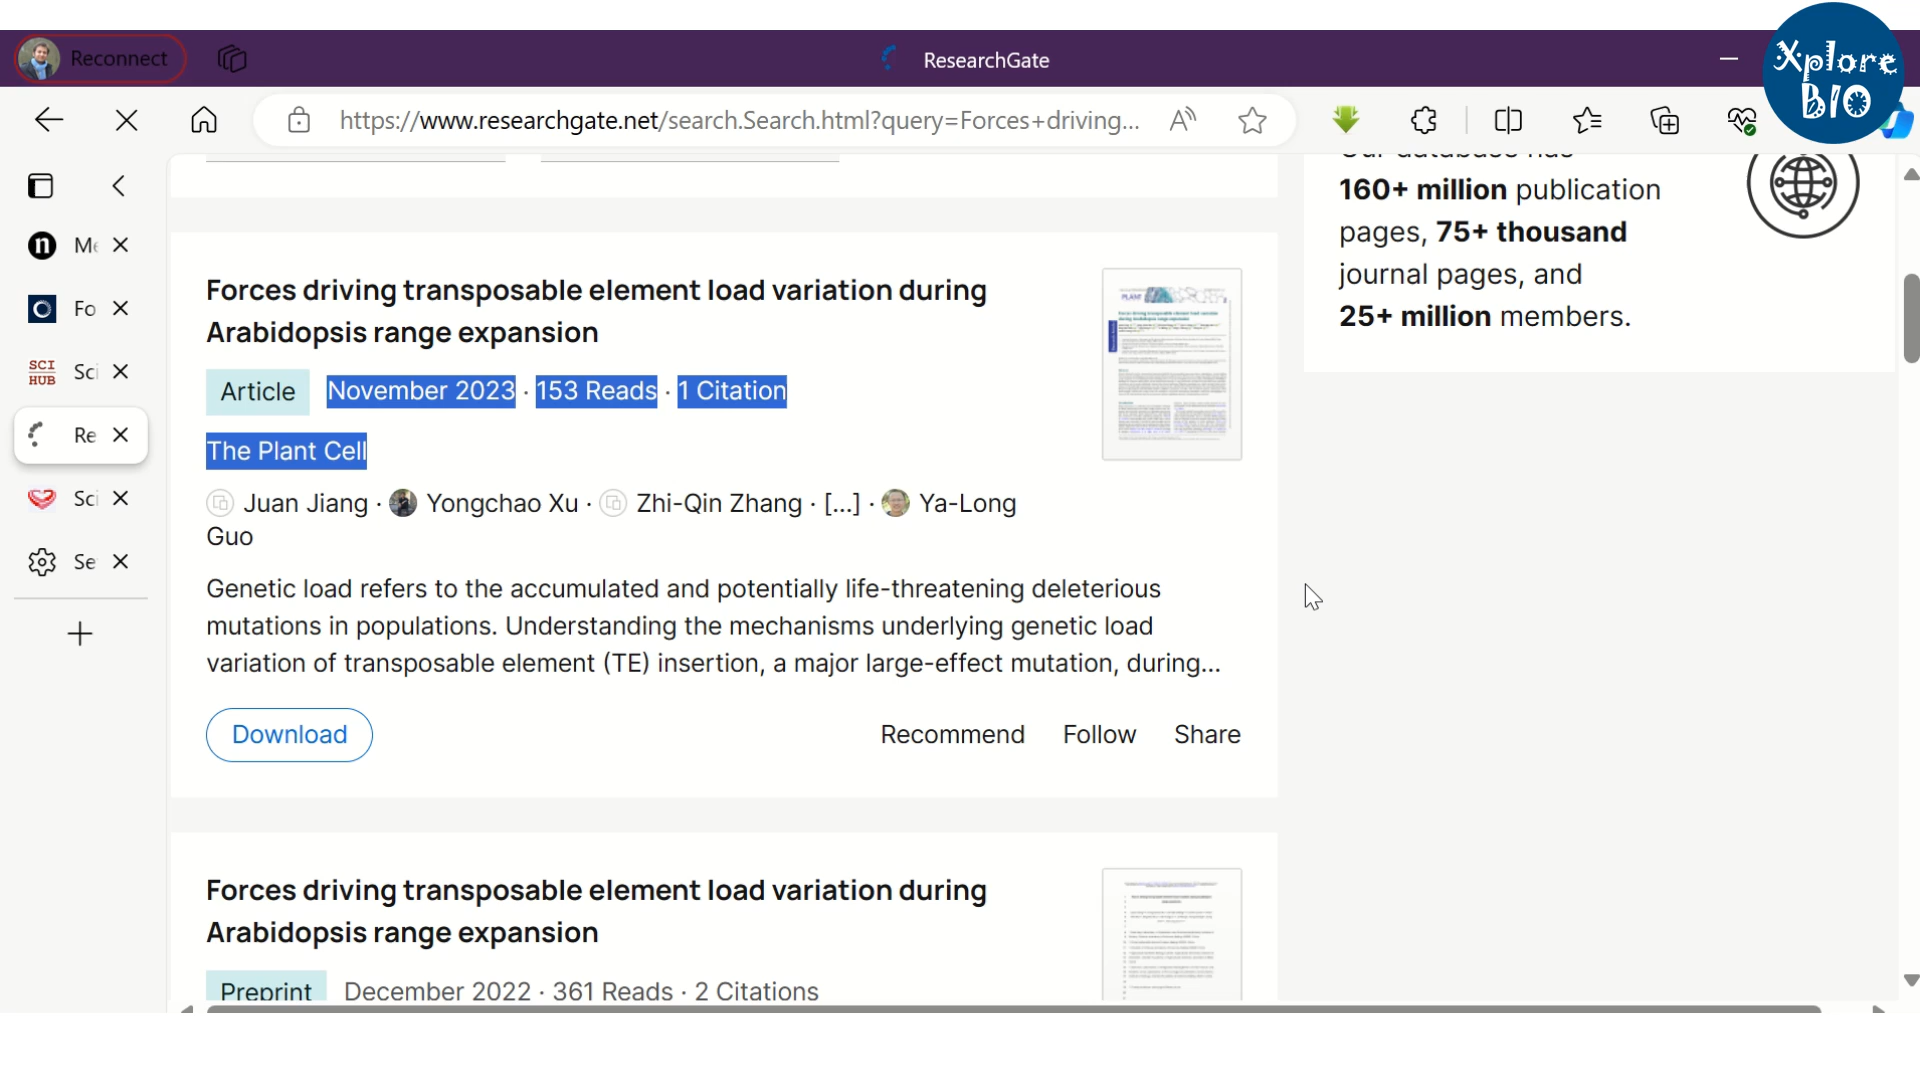 Reconnect
ResearchGate
Xplore
BIO
https://www.researchgate.net/search.Search.html?query=Forces+driving...
Our database has
160+ million publication
pages, 75+ thousand
journal pages, and
25+ million members.
n Me
Fo
SCI
HUB Sci
Re
Sci
Se
Forces driving transposable element load variation during
Arabidopsis range expansion
Article November 2023 · 153 Reads · 1 Citation
The Plant Cell
Juan Jiang · Yongchao Xu · Zhi-Qin Zhang · [...] · Ya-Long
Guo
Genetic load refers to the accumulated and potentially life-threatening deleterious
mutations in populations. Understanding the mechanisms underlying genetic load
variation of transposable element (TE) insertion, a major large-effect mutation, during...
Download Recommend Follow Share
Forces driving transposable element load variation during
Arabidopsis range expansion
Preprint December 2022 · 361 Reads · 2 Citations